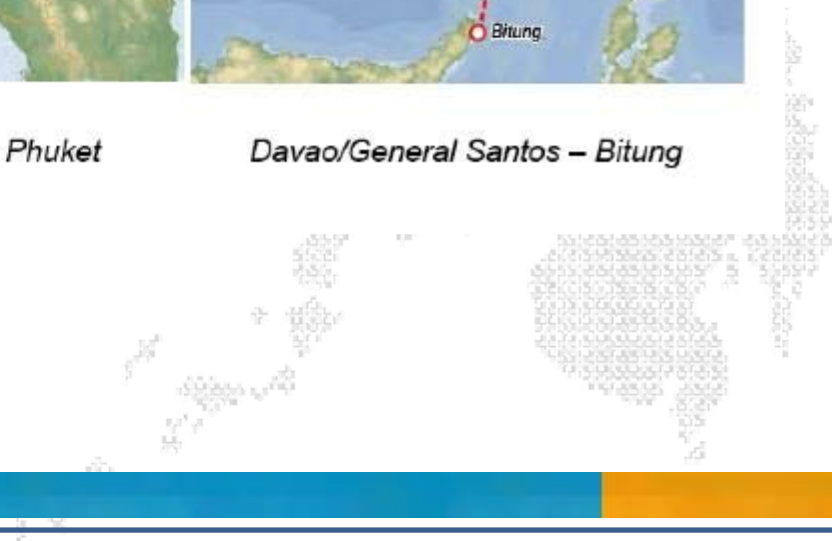 Bitung
Phuket
Davao/General Santos – Bitung